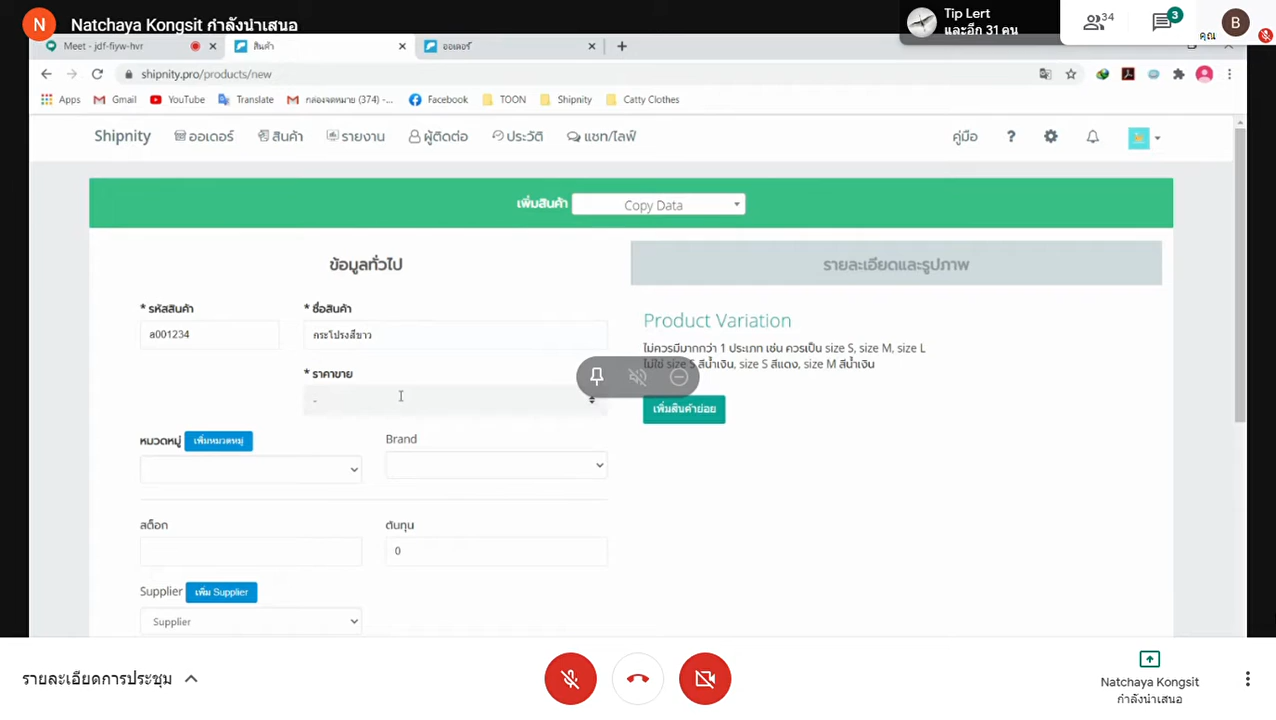 N Natchaya Kongsit กำลังนำเสนอ
Tip Lert
และอีก 31 คน
34
3
คุณ
B
Meet - jdf-fiyw-hvr
สินค้า
ออเดอร์
shipnity.pro/products/new
Apps Gmail YouTube Translate กล่องจดหมาย (374) -... Facebook TOON Shipnity Catty Clothes
Shipnity ออเดอร์ สินค้า รายงาน ผู้ติดต่อ ประวัติ แชท/ไลฟ์ คู่มือ ?
เพิ่มสินค้า Copy Data
ข้อมูลทั่วไป
รายละเอียดและรูปภาพ
* รหัสสินค้า * ชื่อสินค้า
a001234 กระโปรงสีขาว
* ราคาขาย
-
Product Variation
ไม่ควรมีมากกว่า 1 ประเภท เช่น ควรเป็น size S, size M, size L
ไม่ใช่ size S สีน้ำเงิน, size S สีแดง, size M สีน้ำเงิน
เพิ่มสินค้าย่อย
หมวดหมู่ เพิ่มหมวดหมู่ Brand
สต็อก ต้นทุน
0
Supplier เพิ่ม Supplier
Supplier
รายละเอียดการประชุม
Natchaya Kongsit
กำลังนำเสนอ